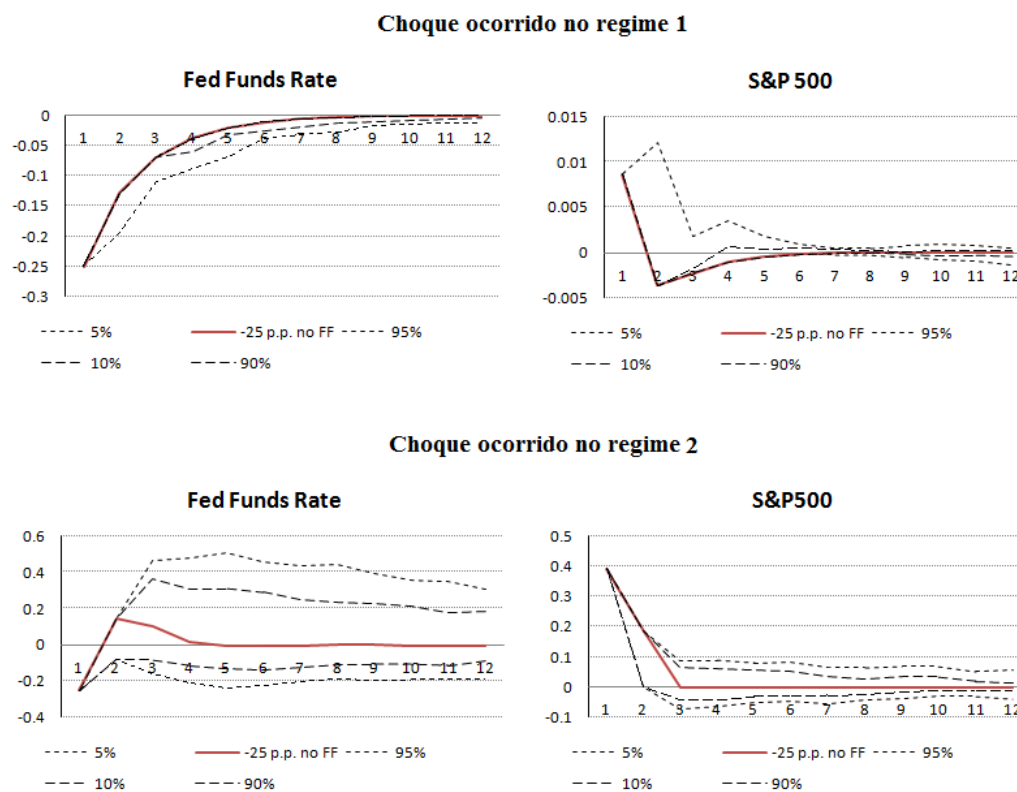 Choque ocorrido no regime 1
Fed Funds Rate
0
-0.05
-0.1
-0.15
-0.2
-0.25
-0.3
1 2 3 4 5 6 7 8 9 10 11 12
5% -25 p.p. no FF 95%
10% 90%
S&P 500
0.015
0.01
0.005
0
-0.005
1 2 3 4 5 6 7 8 9 10 11 12
5% -25 p.p. no FF 95%
10% 90%
Choque ocorrido no regime 2
Fed Funds Rate
0.6
0.4
0.2
0
-0.2
-0.4
1 2 3 4 5 6 7 8 9 10 11 12
5% -25 p.p. no FF 95%
10% 90%
S&P500
0.5
0.4
0.3
0.2
0.1
0
-0.1
1 2 3 4 5 6 7 8 9 10 11 12
5% -25 p.p. no FF 95%
10% 90%